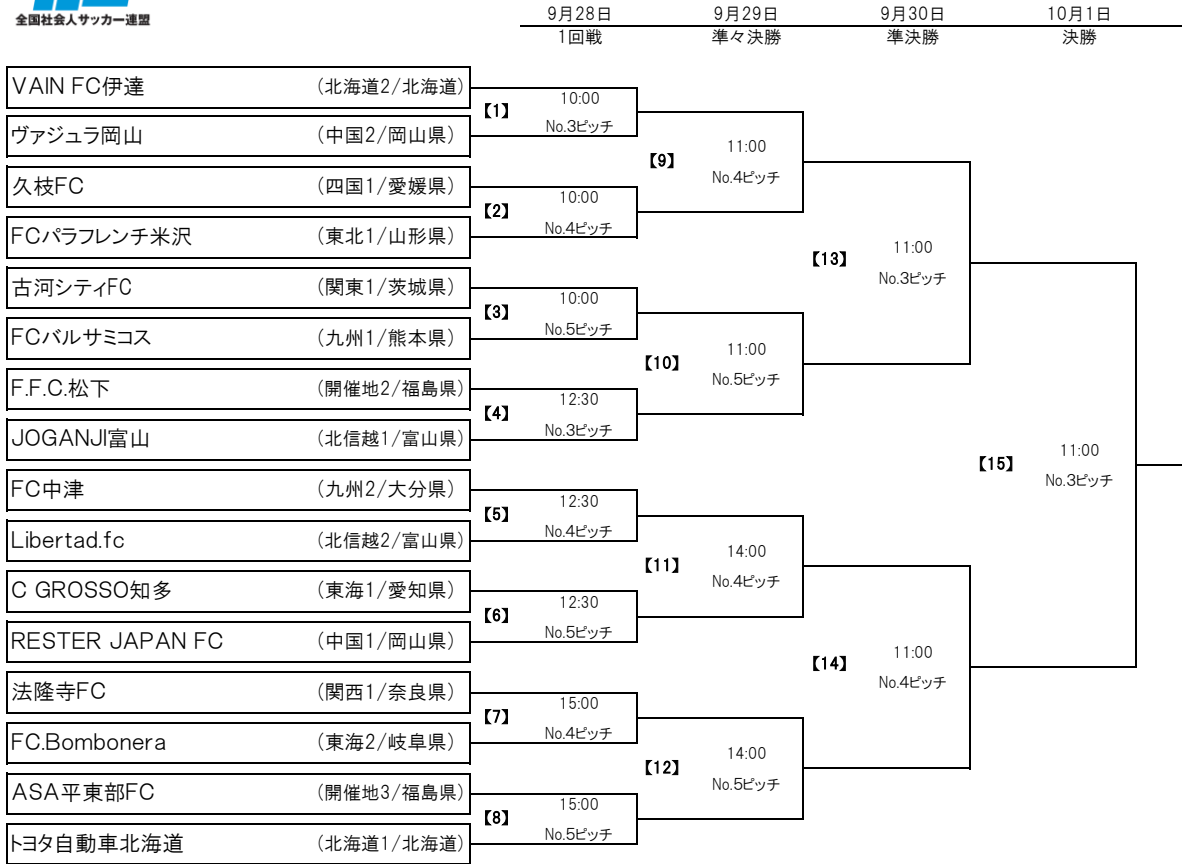 全国社会人サッカー連盟
9月28日 9月29日 9月30日 10月1日
1回戦 準々決勝 準決勝 決勝
VAIN FC伊達 (北海道2/北海道)
【1】 10:00
No.3ピッチ
ヴァジュラ岡山 (中国2/岡山県)
【9】 11:00
No.4ピッチ
久枝FC (四国1/愛媛県)
【2】 10:00
No.4ピッチ
FCパラフレンチ米沢 (東北1/山形県)
【13】 11:00
No.3ピッチ
古河シティFC (関東1/茨城県)
【3】 10:00
No.5ピッチ
FCバルサミコス (九州1/熊本県)
【10】 11:00
No.5ピッチ
F.F.C.松下 (開催地2/福島県)
【4】 12:30
No.3ピッチ
JOGANJI富山 (北信越1/富山県)
【15】 11:00
No.3ピッチ
FC中津 (九州2/大分県)
【5】 12:30
No.4ピッチ
Libertad.fc (北信越2/富山県)
【11】 14:00
No.4ピッチ
C GROSSO知多 (東海1/愛知県)
【6】 12:30
No.5ピッチ
RESTER JAPAN FC (中国1/岡山県)
【14】 11:00
No.4ピッチ
法隆寺FC (関西1/奈良県)
【7】 15:00
No.4ピッチ
FC.Bombonera (東海2/岐阜県)
【12】 14:00
No.5ピッチ
ASA平東部FC (開催地3/福島県)
【8】 15:00
No.5ピッチ
トヨタ自動車北海道 (北海道1/北海道)